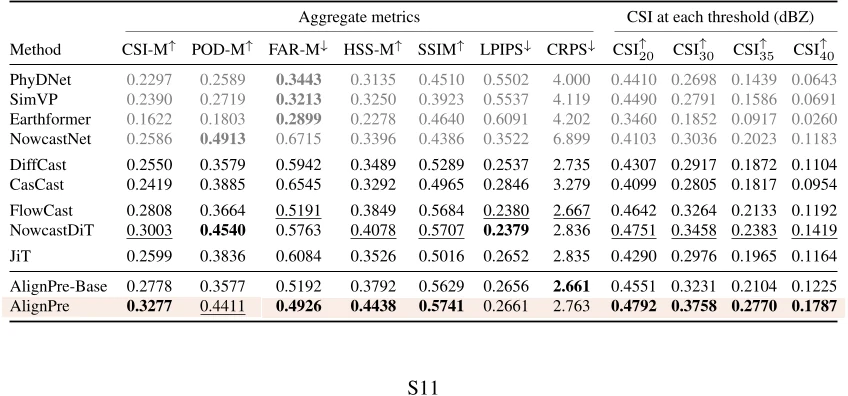 Aggregate metrics CSI at each threshold (dBZ)
Method CSI-M↑ POD-M↑ FAR-M↓ HSS-M↑ SSIM↑ LPIPS↓ CRPS↓ CSI↑20 CSI↑30 CSI↑35 CSI↑40
PhyDNet 0.2297 0.2589 0.3443 0.3135 0.4510 0.5502 4.000 0.4410 0.2698 0.1439 0.0643
SimVP 0.2390 0.2719 0.3213 0.3250 0.3923 0.5537 4.119 0.4490 0.2791 0.1586 0.0691
Earthformer 0.1622 0.1803 0.2899 0.2278 0.4640 0.6091 4.202 0.3460 0.1852 0.0917 0.0260
NowcastNet 0.2586 0.4913 0.6715 0.3396 0.4386 0.3522 6.899 0.4103 0.3036 0.2023 0.1183
DiffCast 0.2550 0.3579 0.5942 0.3489 0.5289 0.2537 2.735 0.4307 0.2917 0.1872 0.1104
CasCast 0.2419 0.3885 0.6545 0.3292 0.4965 0.2846 3.279 0.4099 0.2805 0.1817 0.0954
FlowCast 0.2808 0.3664 0.5191 0.3849 0.5684 0.2380 2.667 0.4642 0.3264 0.2133 0.1192
NowcastDiT 0.3003 0.4540 0.5763 0.4078 0.5707 0.2379 2.836 0.4751 0.3458 0.2383 0.1419
JiT 0.2599 0.3836 0.6084 0.3526 0.5016 0.2652 2.835 0.4290 0.2976 0.1965 0.1164
AlignPre-Base 0.2778 0.3577 0.5192 0.3792 0.5629 0.2656 2.661 0.4551 0.3231 0.2104 0.1225
AlignPre 0.3277 0.4411 0.4926 0.4438 0.5741 0.2661 2.763 0.4792 0.3758 0.2770 0.1787
S11